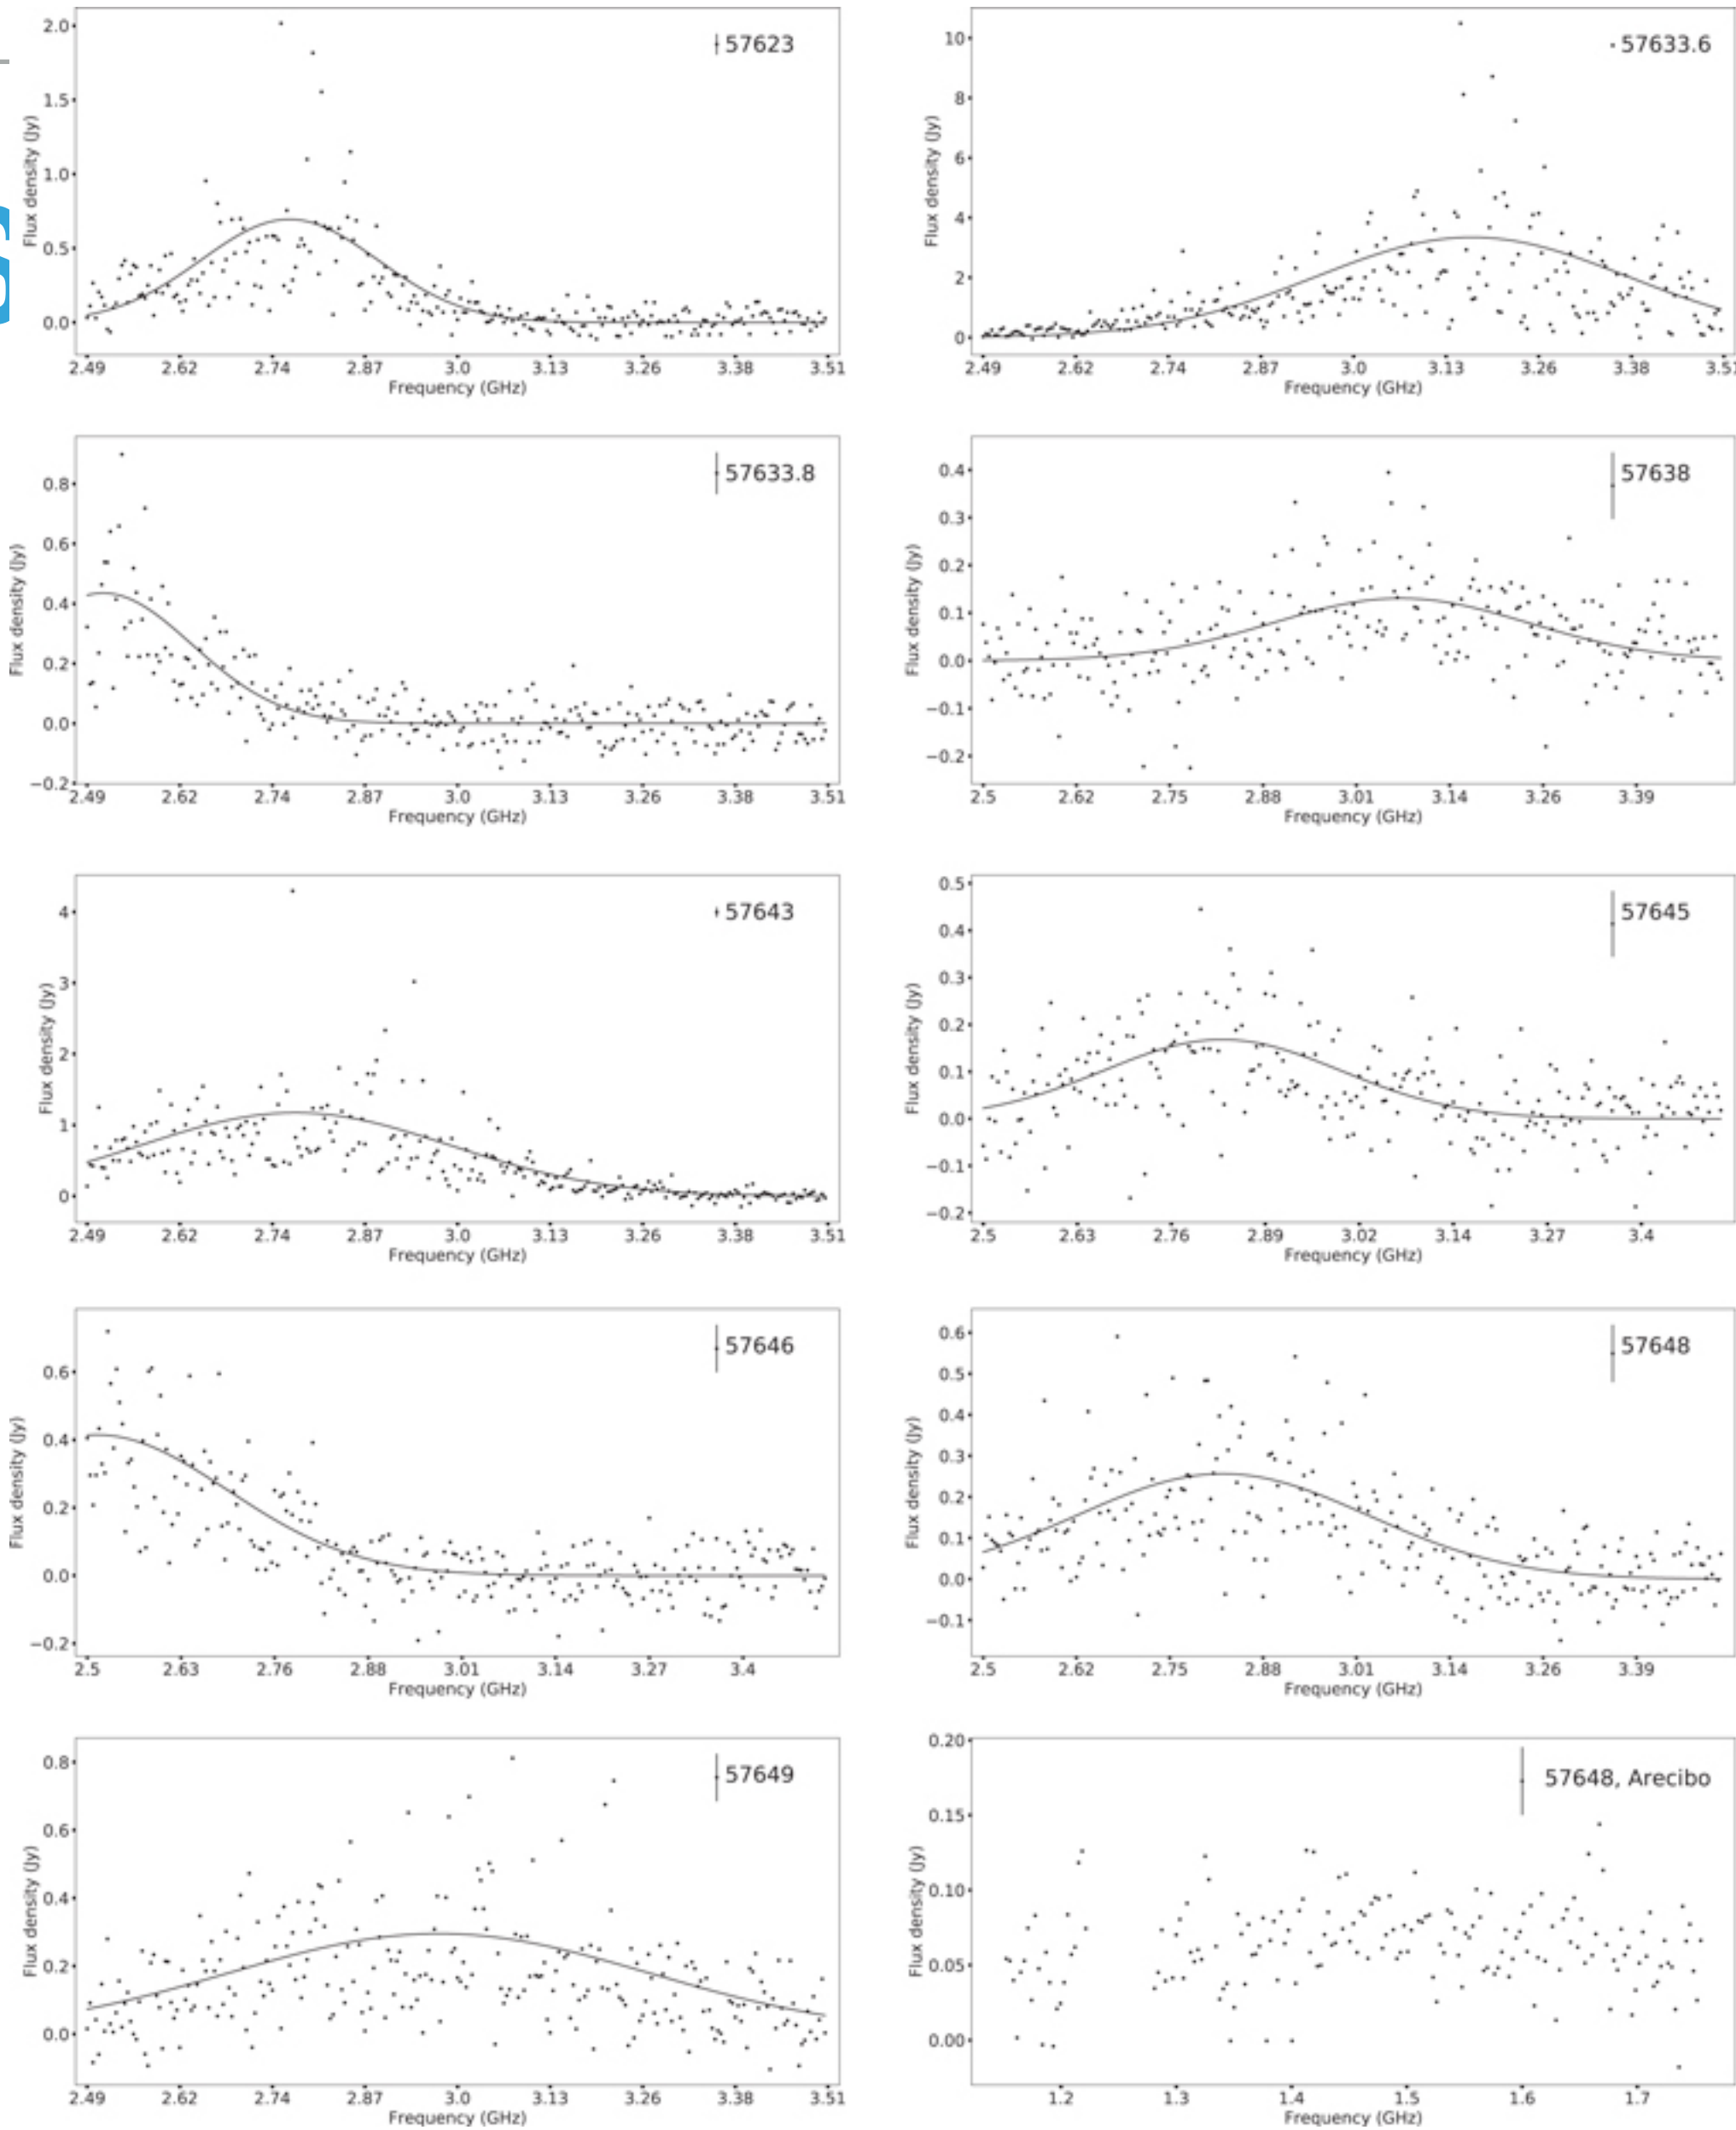 57623
2.0
1.5
1.0
0.5
0.0
Flux density (Jy)
2.49 2.62 2.74 2.87 3.0 3.13 3.26 3.38 3.51
Frequency (GHz)
57633.6
10
8
6
4
2
0
Flux density (Jy)
2.49 2.62 2.74 2.87 3.0 3.13 3.26 3.38 3.51
Frequency (GHz)
57633.8
0.8
0.6
0.4
0.2
0.0
−0.2
Flux density (Jy)
2.49 2.62 2.74 2.87 3.0 3.13 3.26 3.38 3.51
Frequency (GHz)
57638
0.4
0.3
0.2
0.1
0.0
−0.1
−0.2
Flux density (Jy)
2.5 2.62 2.75 2.88 3.01 3.14 3.26 3.39
Frequency (GHz)
57643
4
3
2
1
0
Flux density (Jy)
2.49 2.62 2.74 2.87 3.0 3.13 3.26 3.38 3.51
Frequency (GHz)
57645
0.5
0.4
0.3
0.2
0.1
0.0
−0.1
−0.2
Flux density (Jy)
2.5 2.63 2.76 2.89 3.02 3.14 3.27 3.4
Frequency (GHz)
57646
0.6
0.4
0.2
0.0
−0.2
Flux density (Jy)
2.5 2.63 2.76 2.88 3.01 3.14 3.27 3.4
Frequency (GHz)
57648
0.6
0.5
0.4
0.3
0.2
0.1
0.0
−0.1
Flux density (Jy)
2.5 2.62 2.75 2.88 3.01 3.14 3.26 3.39
Frequency (GHz)
57649
0.8
0.6
0.4
0.2
0.0
Flux density (Jy)
2.49 2.62 2.74 2.87 3.0 3.13 3.26 3.38 3.51
Frequency (GHz)
57648, Arecibo
0.20
0.15
0.10
0.05
0.00
Flux density (Jy)
1.2 1.3 1.4 1.5 1.6 1.7
Frequency (GHz)